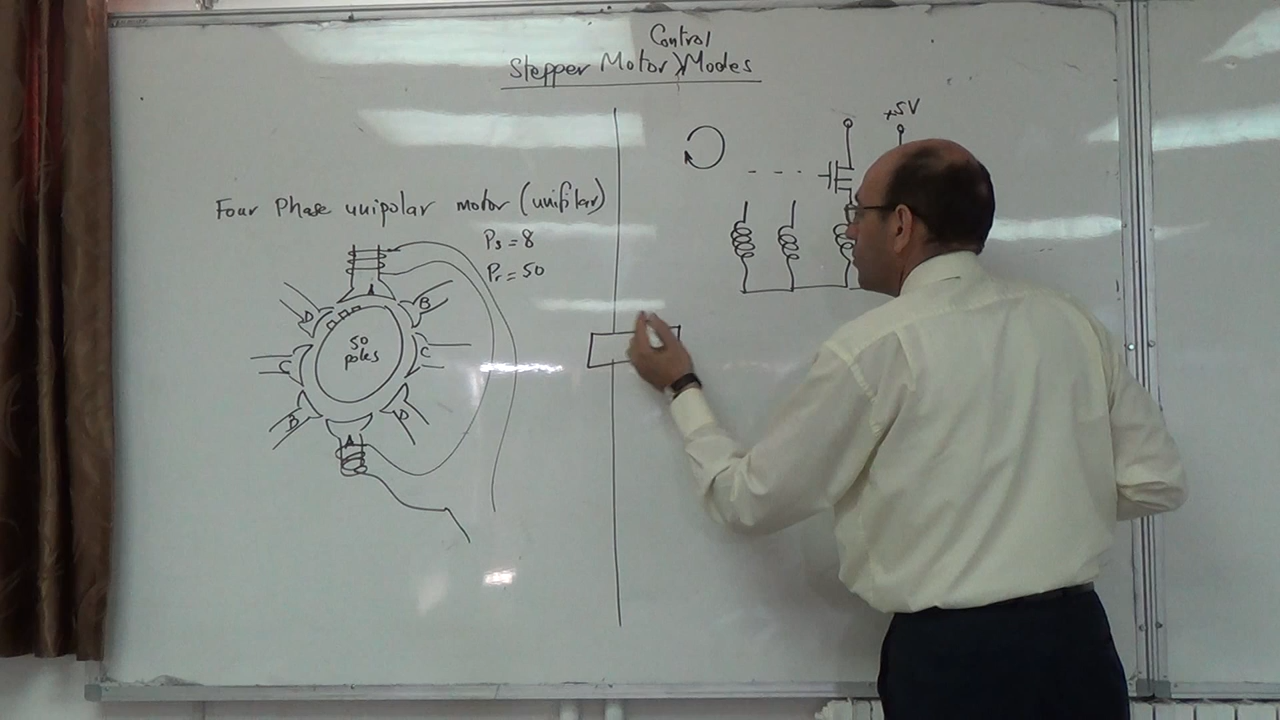 Control
Stepper Motor Modes
+5V
Four Phase unipolar motor (unifilar)
Ps = 8
Pr = 50
A
D
B
50
poles
C
C
B
D
A